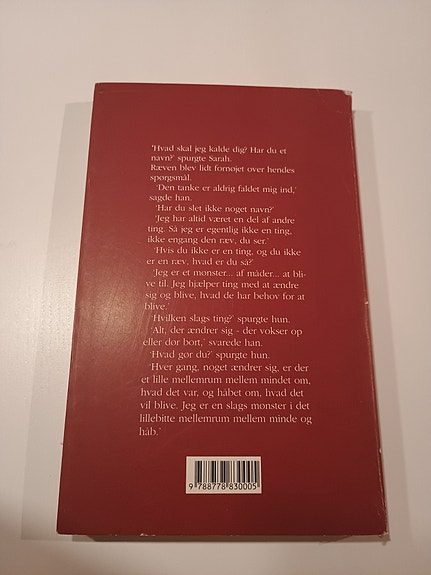 'Hvad skal jeg kalde dig? Har du et
navn?' spurgte Sarah.
Ræven blev lidt fornøjet over hendes
spørgsmål.
'Den tanke er aldrig faldet mig ind,'
sagde han.
'Har du slet ikke noget navn?'
'Jeg har altid været en del af andre
ting. Så jeg er egentlig ikke en ting,
ikke engang den ræv, du ser.'
'Hvis du ikke er en ting, og du ikke
er en ræv, hvad er du så?'
'Jeg er et mønster... af måder... at bli-
ve til. Jeg hjælper ting med at ændre
sig og blive, hvad de har behov for at
blive.'
'Hvilken slags ting?' spurgte hun.
'Alt, der ændrer sig - der vokser op
eller dør bort,' svarede han.
'Hvad gør du?' spurgte hun.
'Hver gang, noget ændrer sig, er der
et lille mellemrum mellem mindet om,
hvad det var, og håbet om, hvad det
vil blive. Jeg er en slags mønster i det
lillebitte mellemrum mellem minde og
håb.'
9 788778 830005